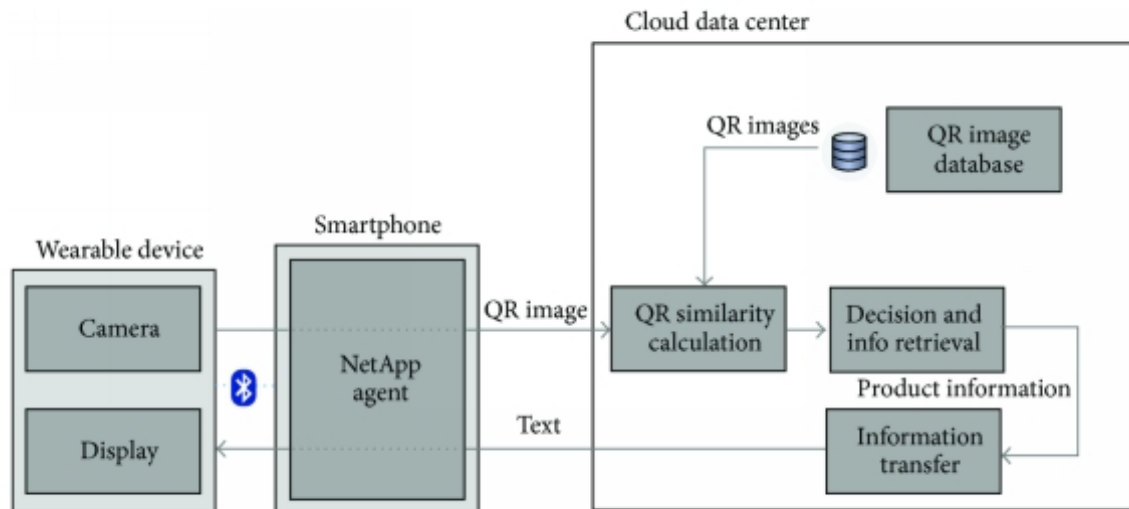 Cloud data center
QR images
QR image
database
Smartphone
Wearable device
Camera
QR image
QR similarity
calculation
Decision and
info retrieval
NetApp
agent
Product information
Display
Text
Information
transfer